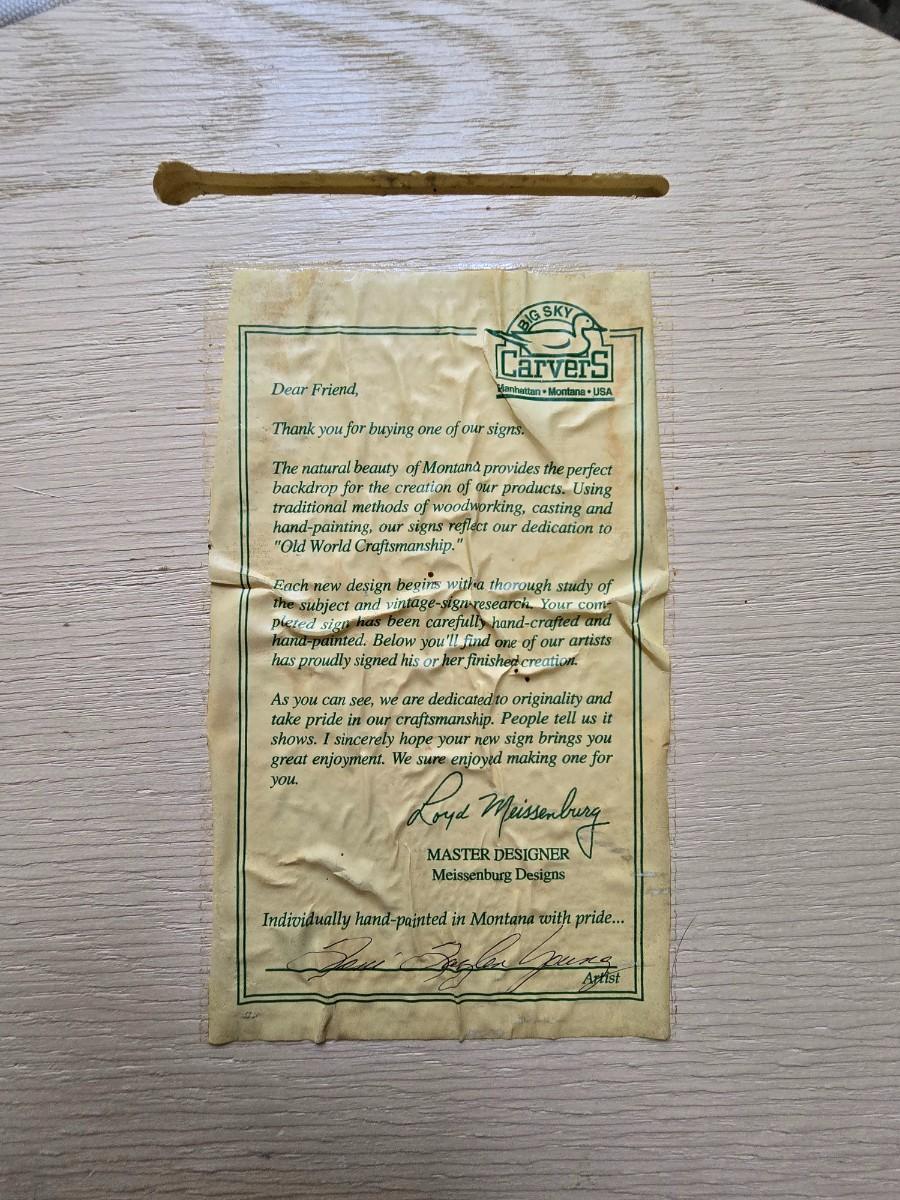 BIG SKY
Carvers
Manhattan • Montana • USA
Dear Friend,
Thank you for buying one of our signs.
The natural beauty of Montana provides the perfect
backdrop for the creation of our products. Using
traditional methods of woodworking, casting and
hand-painting, our signs reflect our dedication to
"Old World Craftsmanship."
Each new design begins with a thorough study of
the subject and vintage-sign research. Your com-
pleted sign has been carefully hand-crafted and
hand-painted. Below you'll find one of our artists
has proudly signed his or her finished creation.
As you can see, we are dedicated to originality and
take pride in our craftsmanship. People tell us it
shows. I sincerely hope your new sign brings you
great enjoyment. We sure enjoyed making one for
you.
Loyd Meissenburg
MASTER DESIGNER
Meissenburg Designs
Individually hand-painted in Montana with pride...
Young
Artist